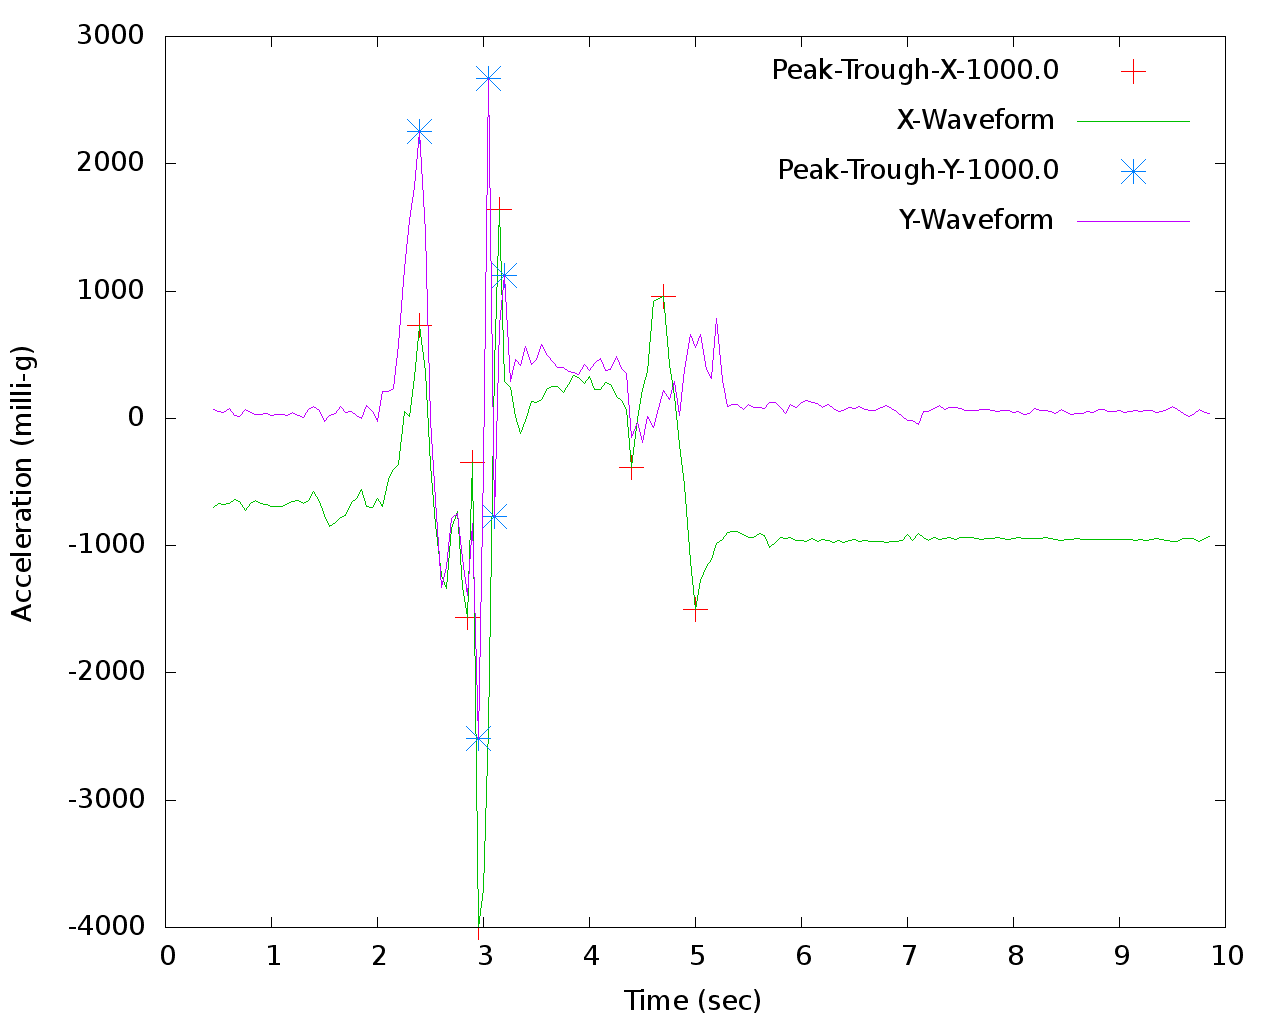 3000
2000
1000
0
-1000
-2000
-3000
-4000
Acceleration (milli-g)
Peak-Trough-X-1000.0
X-Waveform
Peak-Trough-Y-1000.0
Y-Waveform
0 1 2 3 4 5 6 7 8 9 10
Time (sec)